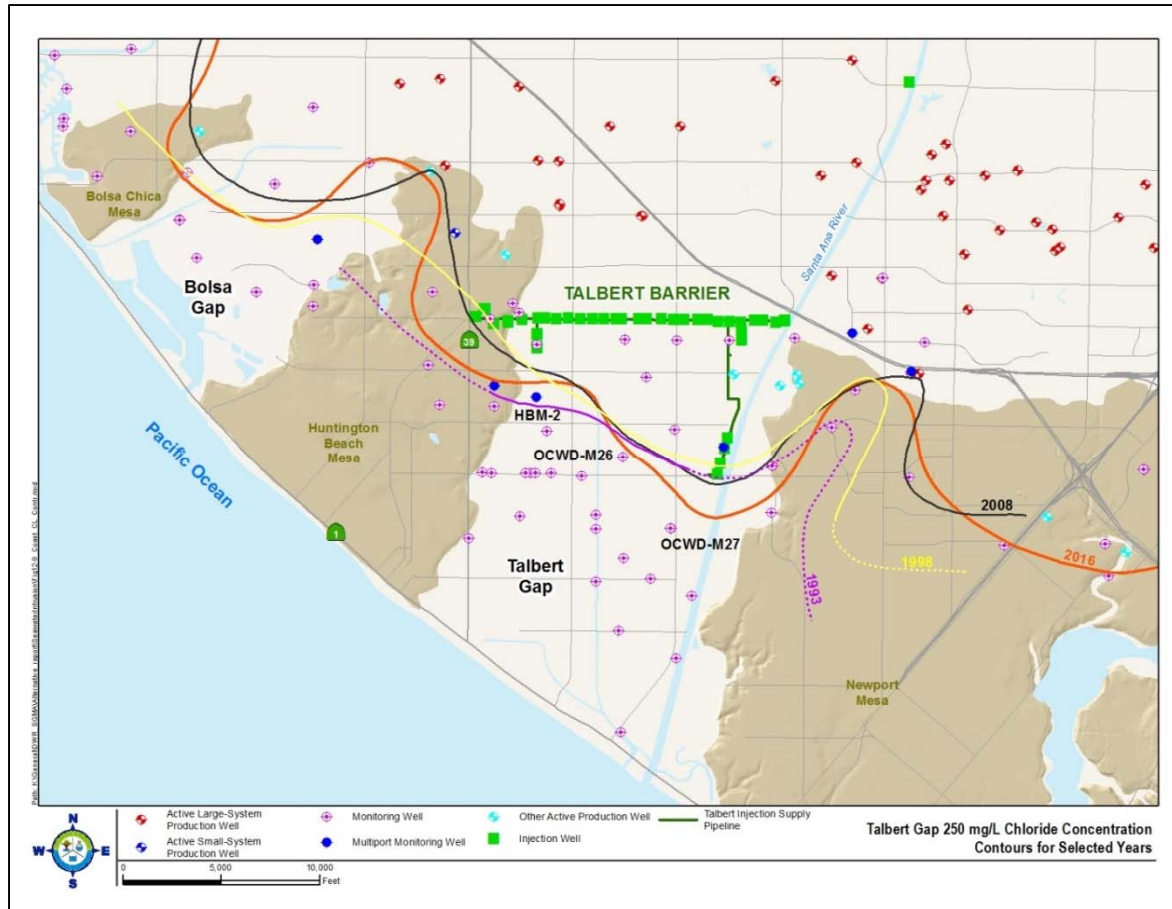 Bolsa Chica
Mesa
Bolsa
Gap
TALBERT BARRIER
Santa Ana River
39
HBM-2
Huntington
Beach
Mesa
OCWD-M26
Pacific Ocean
1
2008
OCWD-M27
2016
1998
1993
Talbert
Gap
Newport
Mesa
N
W
E
S
Active Large-System
Production Well
Active Small-System
Production Well
Monitoring Well
Multiport Monitoring Well
Other Active Production Well
Injection Well
Talbert Injection Supply
Pipeline
0
5,000
10,000
Feet
Talbert Gap 250 mg/L Chloride Concentration
Contours for Selected Years